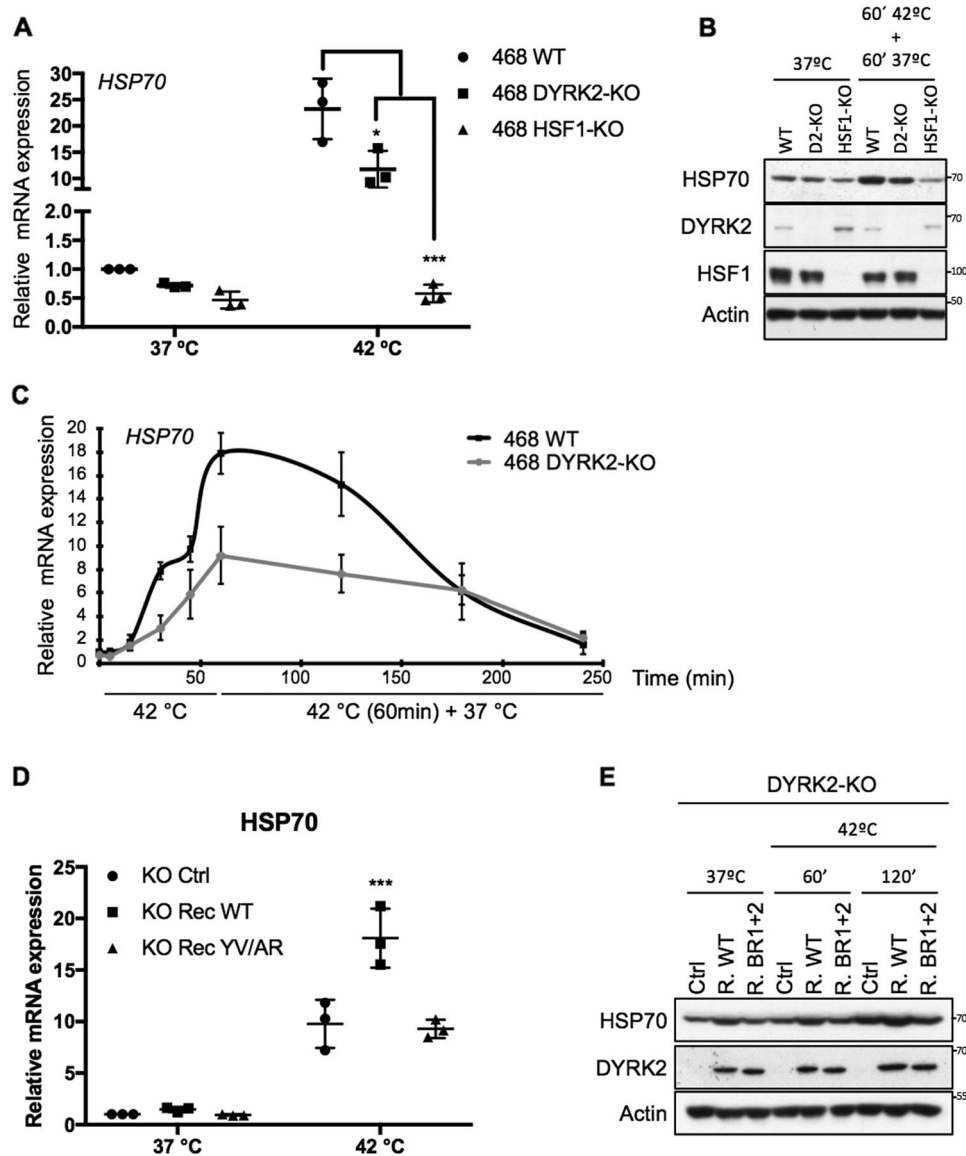 A
HSP70
Relative mRNA expression
30
25
20
15
10
2.0
1.5
1.0
0.5
0.0
37 ºC
42 ºC
*
***
468 WT
468 DYRK2-KO
468 HSF1-KO
B
60′ 42ºC
+
37ºC
60′ 37ºC
WT
D2-KO
HSF1-KO
WT
D2-KO
HSF1-KO
HSP70
70
DYRK2
70
HSF1
100
50
Actin
C
HSP70
Relative mRNA expression
20
18
16
14
12
10
8
6
4
2
0
50
100
150
200
250
Time (min)
42 °C
42 °C (60min) + 37 °C
468 WT
468 DYRK2-KO
D
HSP70
Relative mRNA expression
25
20
15
10
5
0
KO Ctrl
KO Rec WT
KO Rec YV/AR
***
37 °C
42 °C
E
DYRK2-KO
42ºC
37ºC
60′
120′
Ctrl
R. WT
R. BR1+2
Ctrl
R. WT
R. BR1+2
Ctrl
R. WT
R. BR1+2
HSP70
70
DYRK2
70
55
Actin